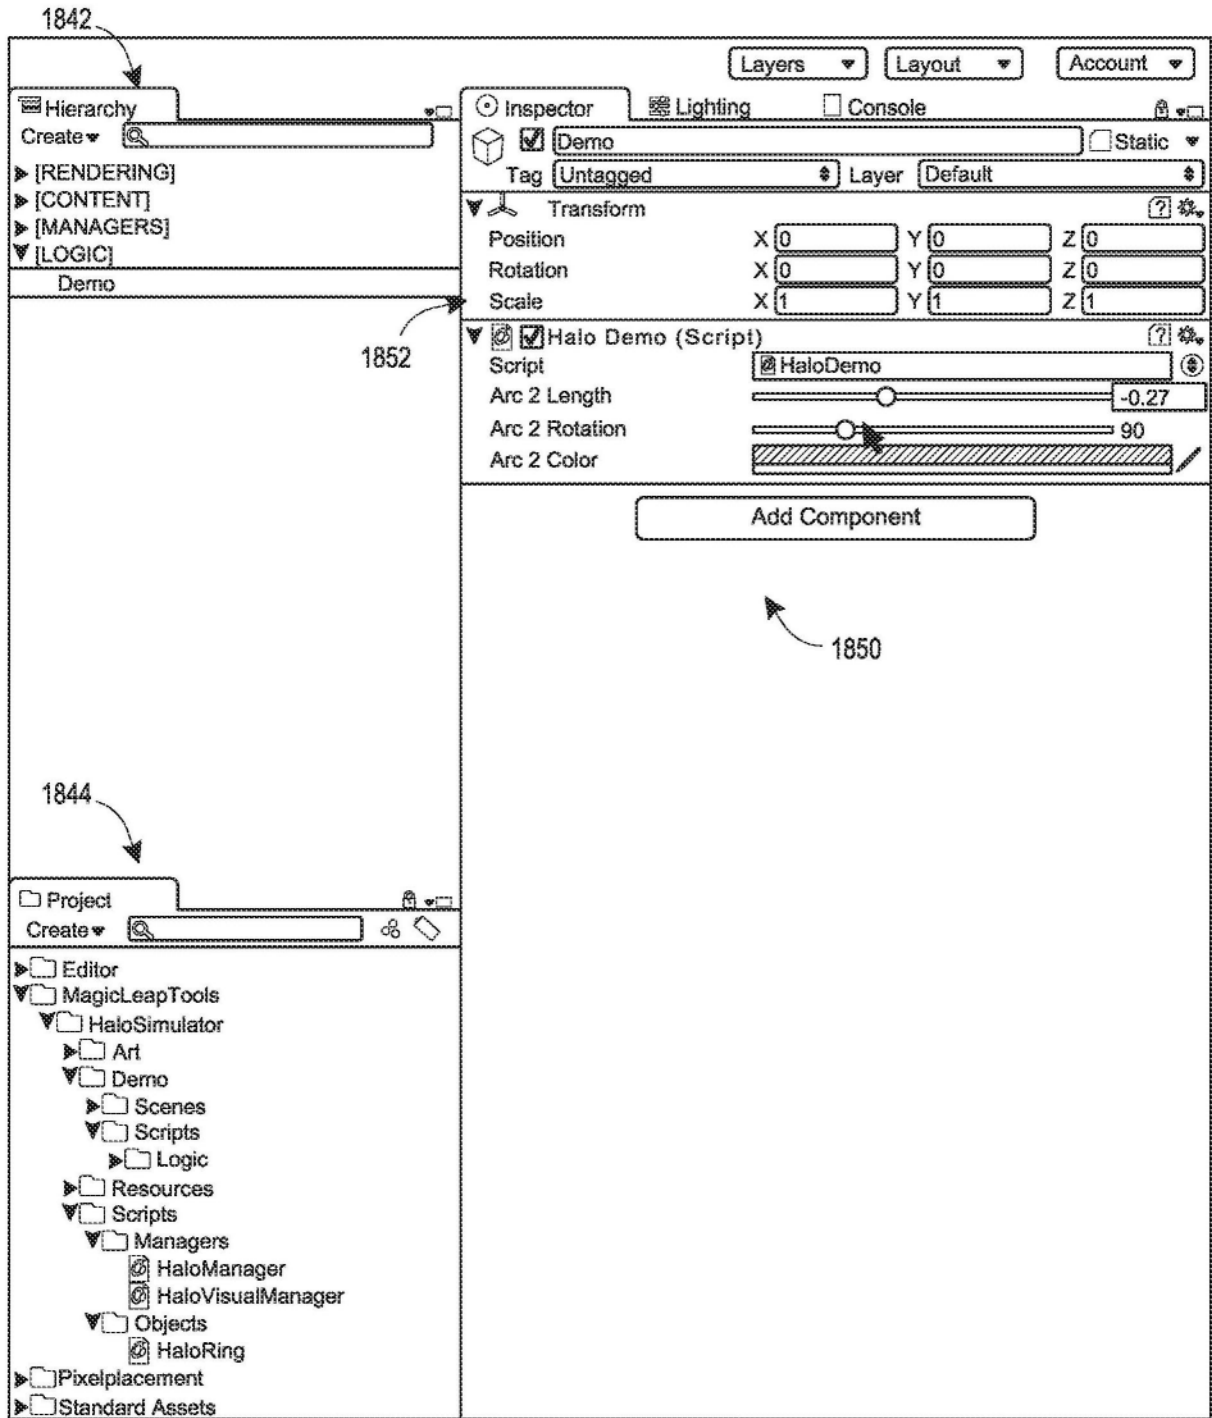 1842
Layers Layout Account
Hierarchy
Create
[RENDERING]
[CONTENT]
[MANAGERS]
[LOGIC]
Demo
Inspector Lighting Console
Demo Static
Tag Untagged Layer Default
Transform ?
Position X 0 Y 0 Z 0
Rotation X 0 Y 0 Z 0
Scale X 1 Y 1 Z 1
1852
Halo Demo (Script) ?
Script HaloDemo
Arc 2 Length -0.27
Arc 2 Rotation 90
Arc 2 Color
Add Component
1850
1844
Project
Create
Editor
MagicLeapTools
HaloSimulator
Art
Demo
Scenes
Scripts
Logic
Resources
Scripts
Managers
HaloManager
HaloVisualManager
Objects
HaloRing
Pixelplacement
Standard Assets